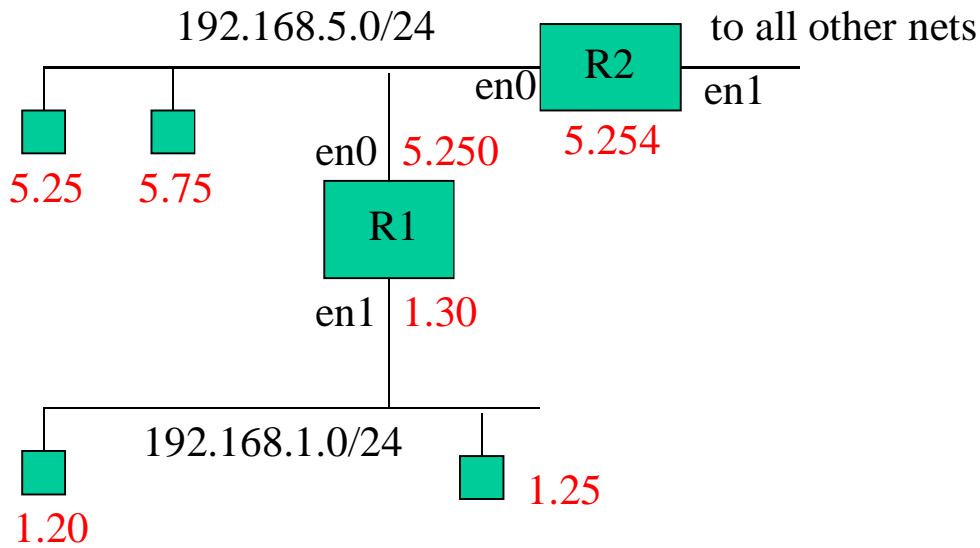 192.168.5.0/24
to all other nets
R2
en0
en1
5.254
en0
5.250
5.25
5.75
R1
en1
1.30
192.168.1.0/24
1.25
1.20